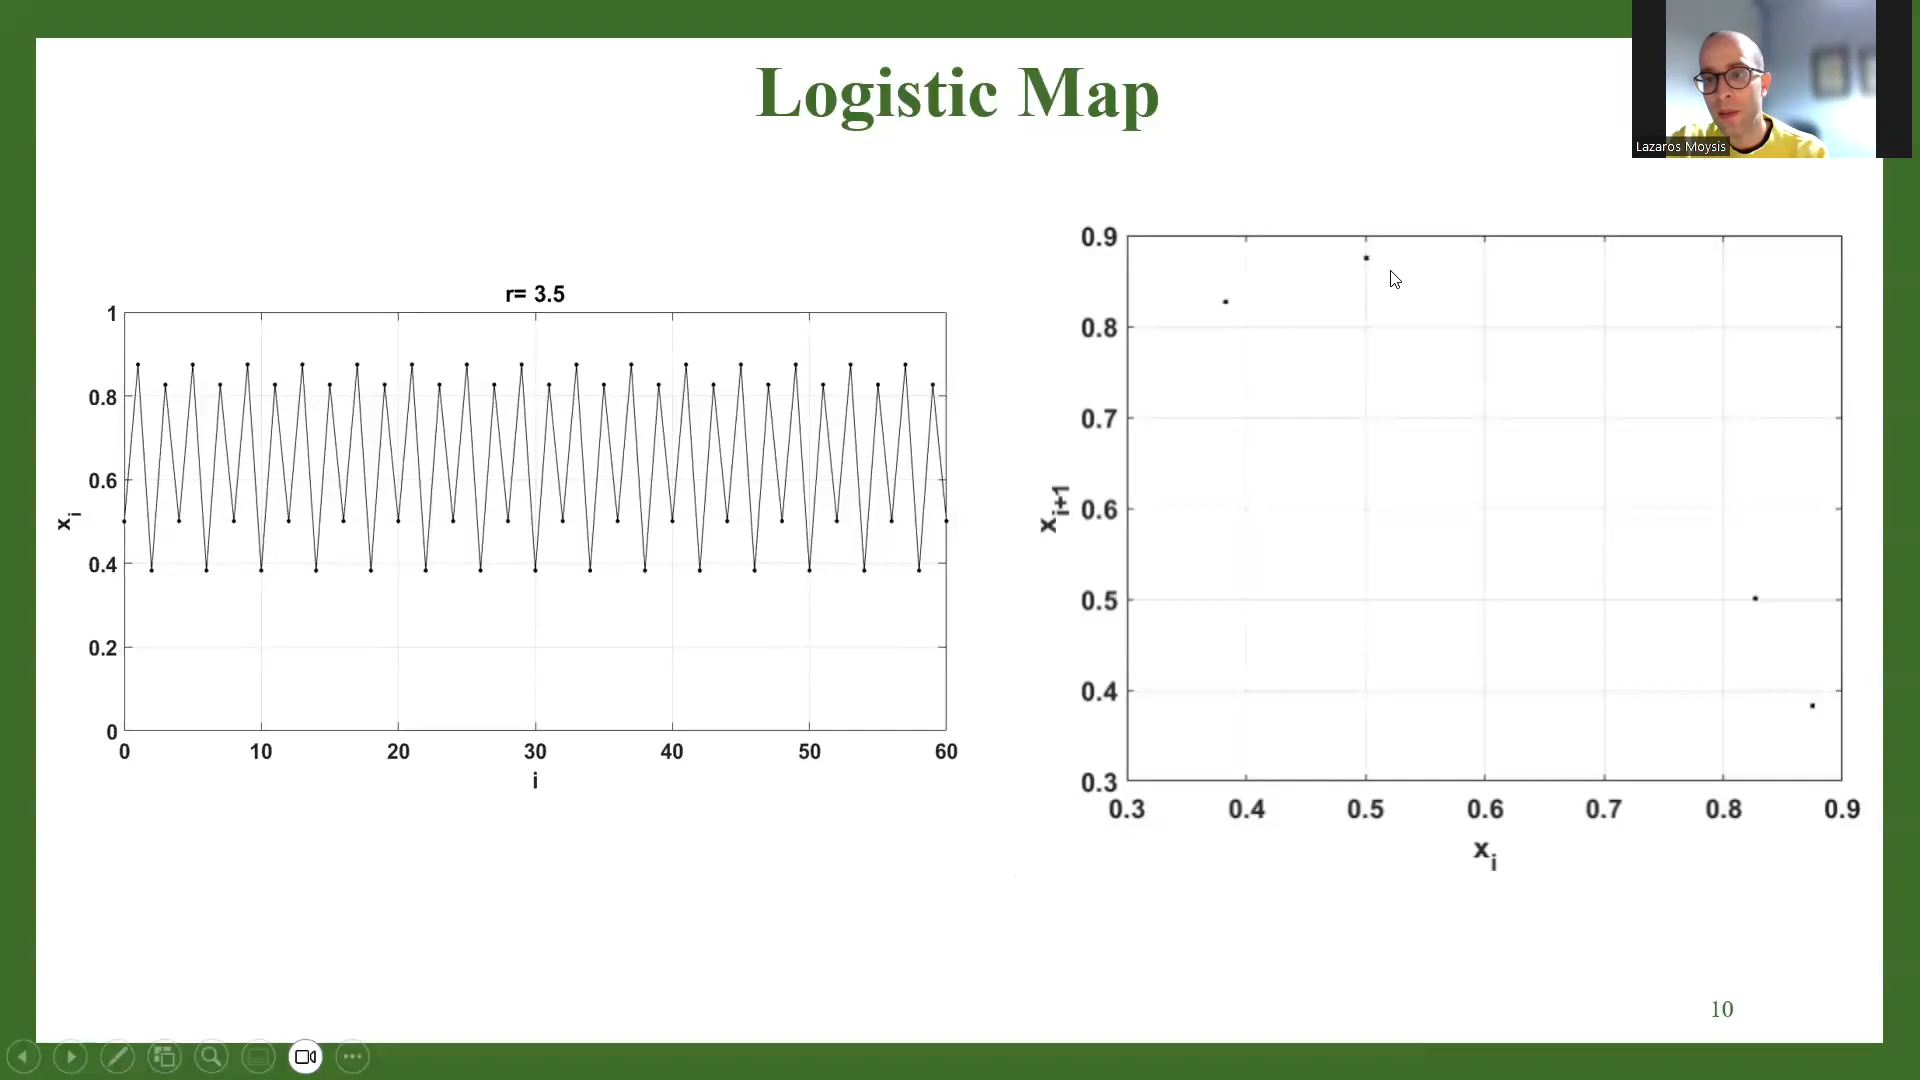 Logistic Map
Lazaros Moysis
r= 3.5
1
0.8
0.6
0.4
0.2
0
x_i
0 10 20 30 40 50 60
i
0.9
0.8
0.7
0.6
0.5
0.4
0.3
x_i+1
0.3 0.4 0.5 0.6 0.7 0.8 0.9
x_i
10